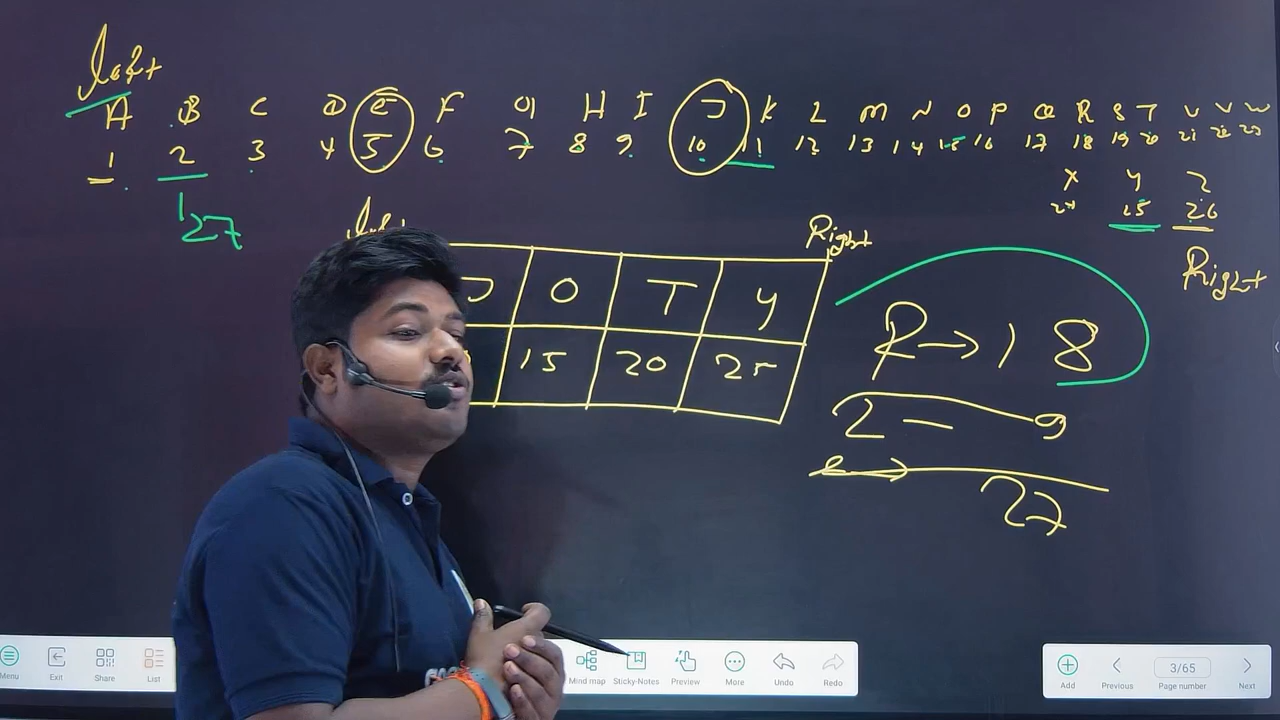 left
A B C D E F G H I J K L M N O P Q R S T U V W
1 2 3 4 5 6 7 8 9 10 11 12 13 14 15 16 17 18 19 20 21 22 23
X Y Z
24 25 26
27
left
Right
Right
J O T Y
15 20 25
R → 18
2 - 9
27
Menu Exit Share List Mind map Sticky-Notes Preview More Undo Redo
Add Previous 3/65 Page number Next